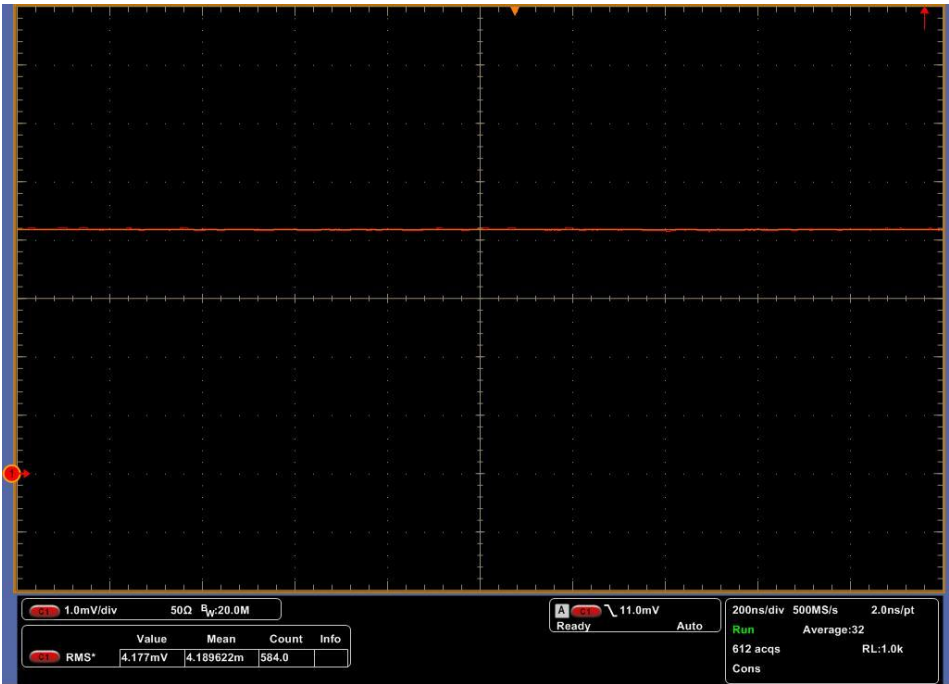 1
C1 1.0mV/div 50Ω BW:20.0M
A C1 11.0mV
Ready Auto
200ns/div 500MS/s 2.0ns/pt
Run Average:32
612 acqs RL:1.0k
Cons
Value Mean Count Info
C1 RMS* 4.177mV 4.189622m 584.0